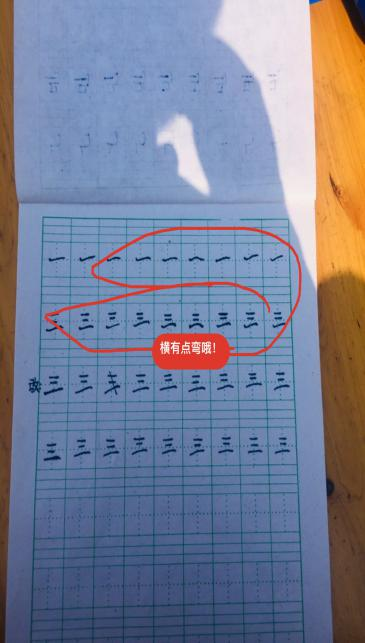 一 一 一 一 一 一 一 一 一
三 三 三 三 三 三 三 三 三
横有点弯哦!
三 三 三 三 三 三 三 三
三 三 三 三 三 三 三 三 三